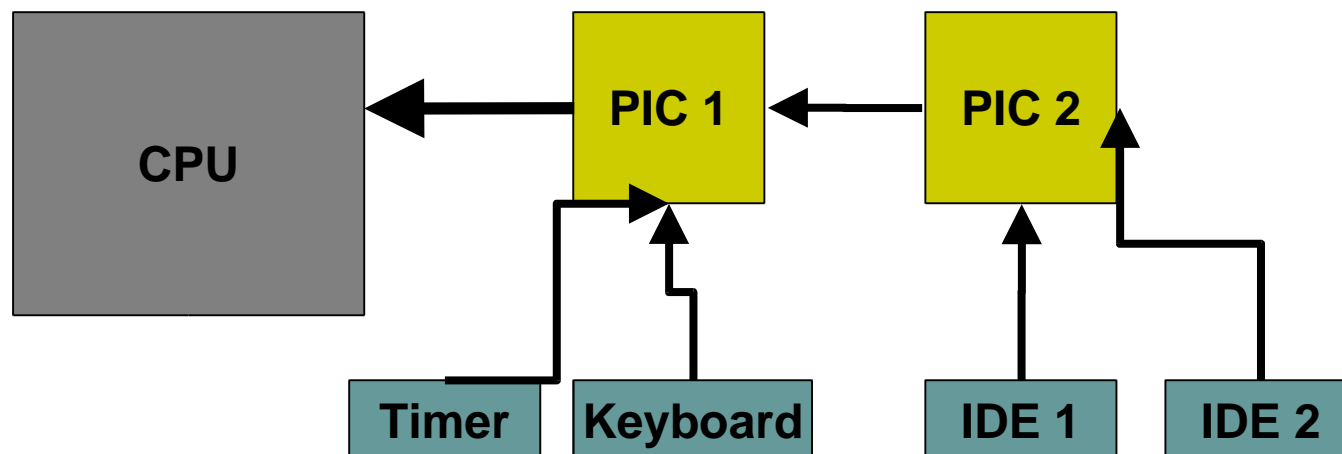 CPU
PIC 1
PIC 2
Timer
Keyboard
IDE 1
IDE 2